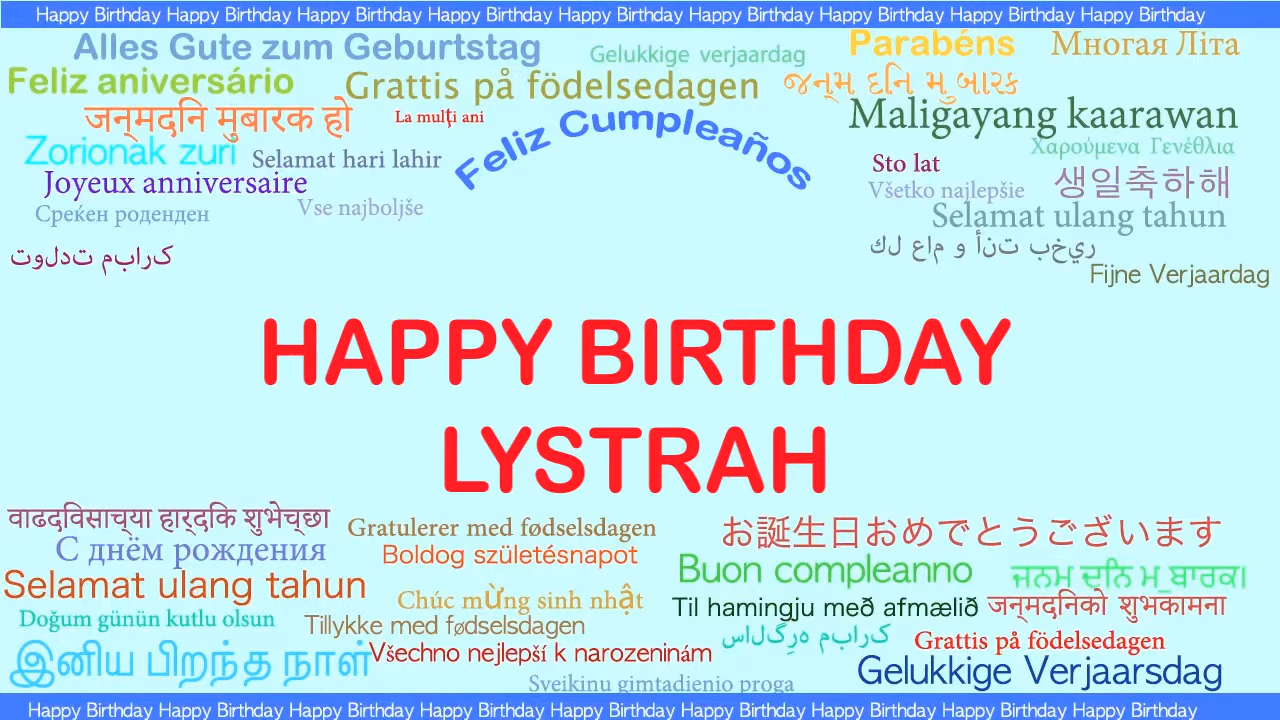 Happy Birthday Happy Birthday Happy Birthday Happy Birthday Happy Birthday Happy Birthday Happy Birthday Happy Birthday Happy Birthday
Alles Gute zum Geburtstag
Gelukkige verjaardag
Parabéns
Многая Літа
Feliz aniversário
Grattis på födelsedagen
જન્મ દિન મુબારક
जन्मदिन मुबारक हो
La mulţi ani
Feliz Cumpleaños
Maligayang kaarawan
Zorionak zuri
Selamat hari lahir
Sto lat
Χαρούμενα Γενέθλια
Joyeux anniversaire
Všetko najlepšie
생일축하해
Среќен роденден
Vse najboljše
Selamat ulang tahun
تولدت مبارک
كل عام و أنت بخير
Fijne Verjaardag
HAPPY BIRTHDAY
LYSTRAH
वाढदिवसाच्या हार्दिक शुभेच्छा
Gratulerer med fødselsdagen
お誕生日おめでとうございます
С днём рождения
Boldog születésnapot
Buon compleanno
ਜਨਮ ਦਿਨ ਮੁਬਾਰਕ।
Selamat ulang tahun
Chúc mừng sinh nhật
Til hamingju með afmælið
जन्मदिनको शुभकामना
Doğum günün kutlu olsun
Tillykke med fødselsdagen
سالگرہ مبارک
Grattis på födelsedagen
இனிய பிறந்த நாள்
Všechno nejlepší k narozeninám
Gelukkige Verjaarsdag
Sveikinu gimtadienio proga
Happy Birthday Happy Birthday Happy Birthday Happy Birthday Happy Birthday Happy Birthday Happy Birthday Happy Birthday Happy Birthday